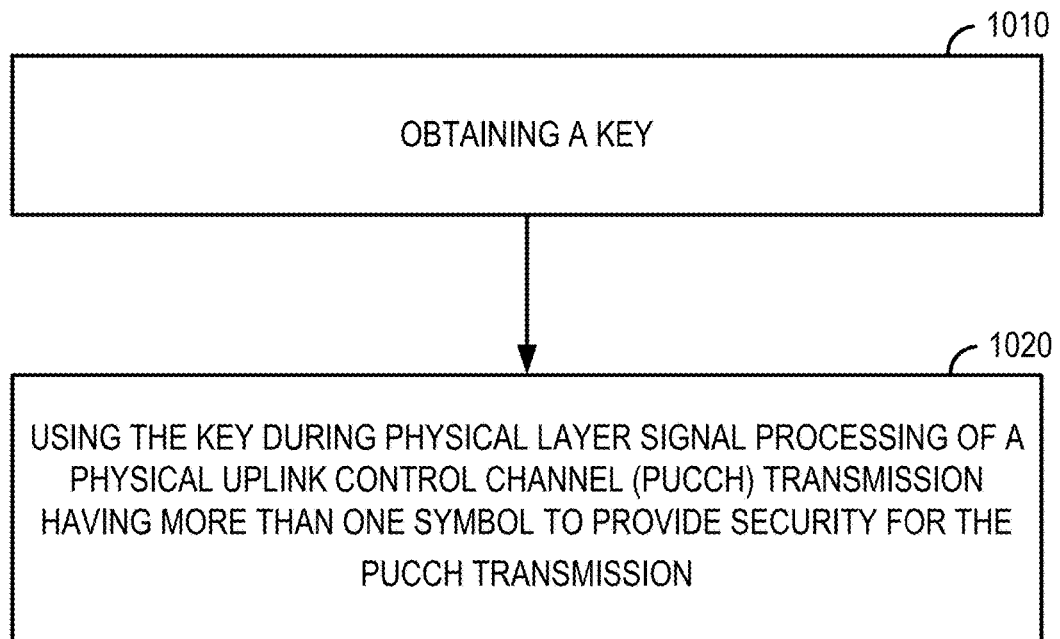 1010
OBTAINING A KEY
1020
USING THE KEY DURING PHYSICAL LAYER SIGNAL PROCESSING OF A
PHYSICAL UPLINK CONTROL CHANNEL (PUCCH) TRANSMISSION
HAVING MORE THAN ONE SYMBOL TO PROVIDE SECURITY FOR THE
PUCCH TRANSMISSION